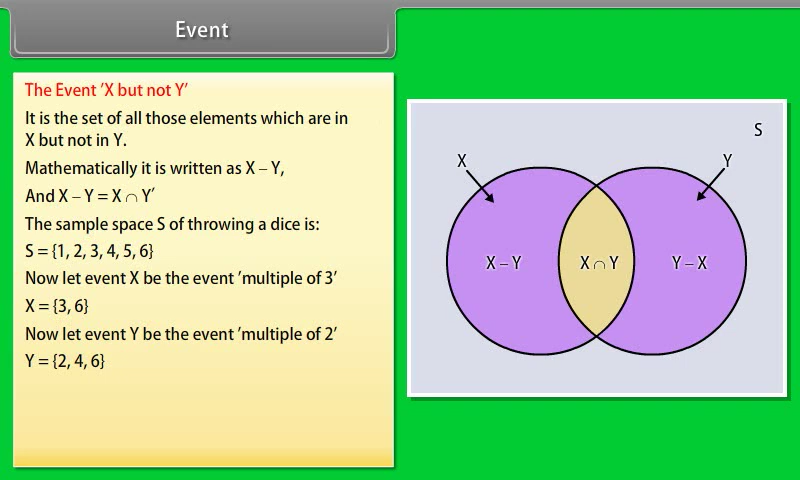 Event
The Event ′X but not Y′
It is the set of all those elements which are in
X but not in Y.
Mathematically it is written as X – Y,
And X – Y = X ∩ Y′
The sample space S of throwing a dice is:
S = {1, 2, 3, 4, 5, 6}
Now let event X be the event ′multiple of 3′
X = {3, 6}
Now let event Y be the event ′multiple of 2′
Y = {2, 4, 6}
S
X
Y
X – Y
X ∩ Y
Y – X